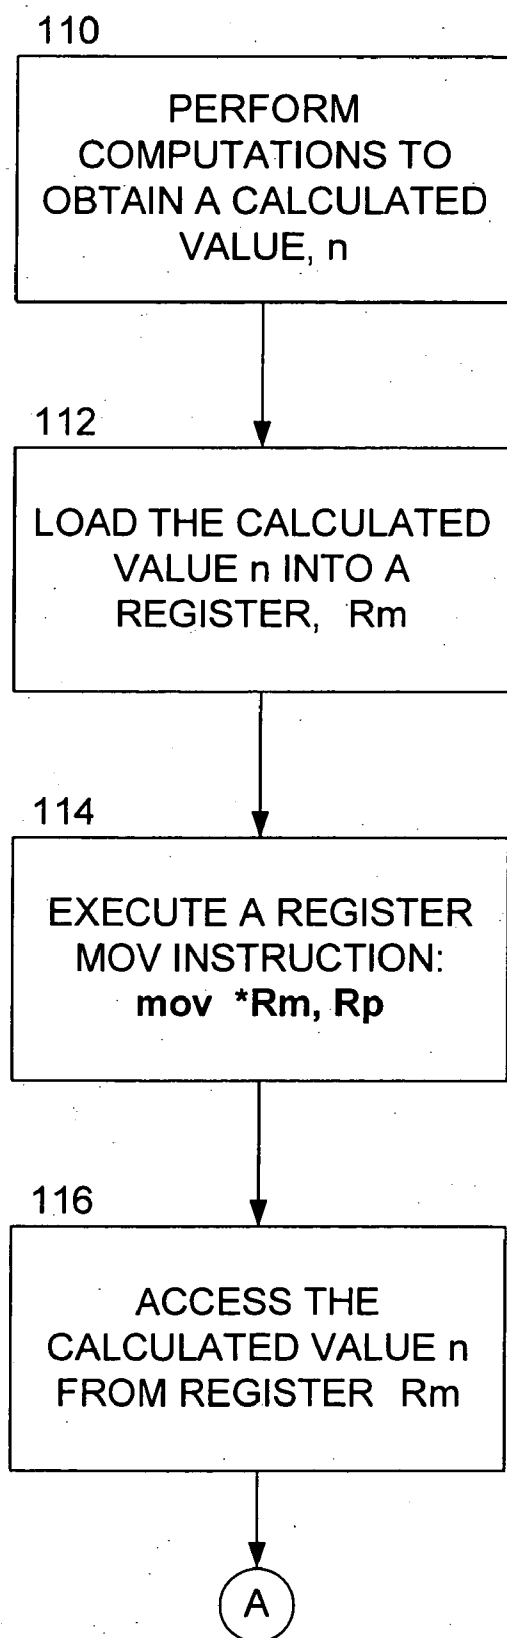 110
PERFORM
COMPUTATIONS TO
OBTAIN A CALCULATED
VALUE, n
112
LOAD THE CALCULATED
VALUE n INTO A
REGISTER, Rm
114
EXECUTE A REGISTER
MOV INSTRUCTION:
mov *Rm, Rp
116
ACCESS THE
CALCULATED VALUE n
FROM REGISTER Rm
A